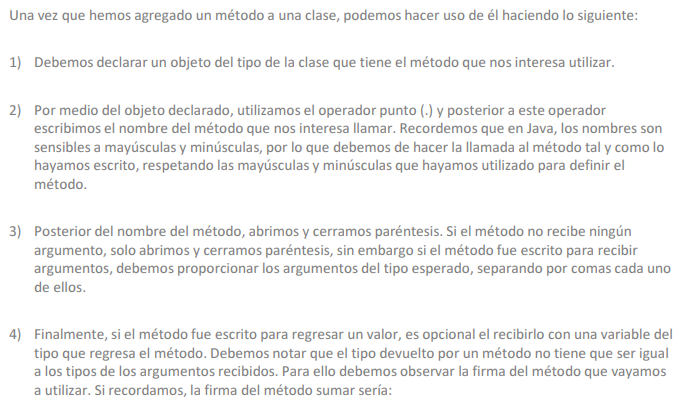 Una vez que hemos agregado un método a una clase, podemos hacer uso de él haciendo lo siguiente:
1) Debemos declarar un objeto del tipo de la clase que tiene el método que nos interesa utilizar.
2) Por medio del objeto declarado, utilizamos el operador punto (.) y posterior a este operador
escribimos el nombre del método que nos interesa llamar. Recordemos que en Java, los nombres son
sensibles a mayúsculas y minúsculas, por lo que debemos de hacer la llamada al método tal y como lo
hayamos escrito, respetando las mayúsculas y minúsculas que hayamos utilizado para definir el
método.
3) Posterior del nombre del método, abrimos y cerramos paréntesis. Si el método no recibe ningún
argumento, solo abrimos y cerramos paréntesis, sin embargo si el método fue escrito para recibir
argumentos, debemos proporcionar los argumentos del tipo esperado, separando por comas cada uno
de ellos.
4) Finalmente, si el método fue escrito para regresar un valor, es opcional el recibirlo con una variable del
tipo que regresa el método. Debemos notar que el tipo devuelto por un método no tiene que ser igual
a los tipos de los argumentos recibidos. Para ello debemos observar la firma del método que vayamos
a utilizar. Si recordamos, la firma del método sumar sería: